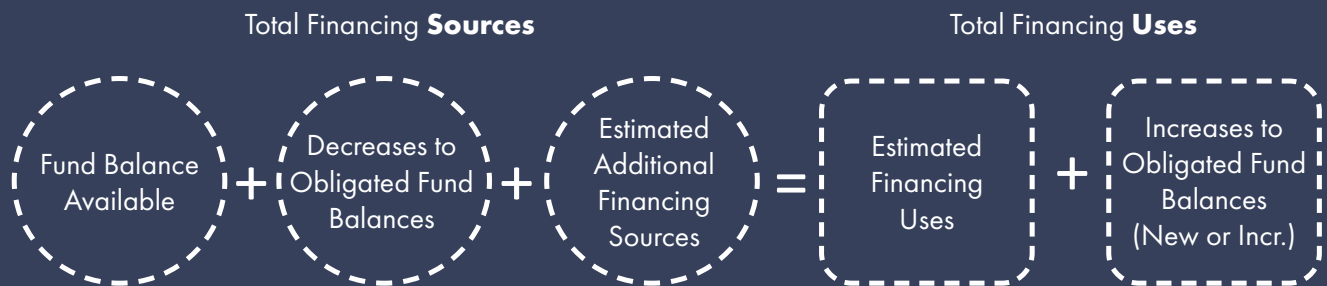 Total Financing Sources
Total Financing Uses
Fund Balance
Available
+
Decreases to
Obligated Fund
Balances
+
Estimated
Additional
Financing
Sources
=
Estimated
Financing
Uses
+
Increases to
Obligated Fund
Balances
(New or Incr.)